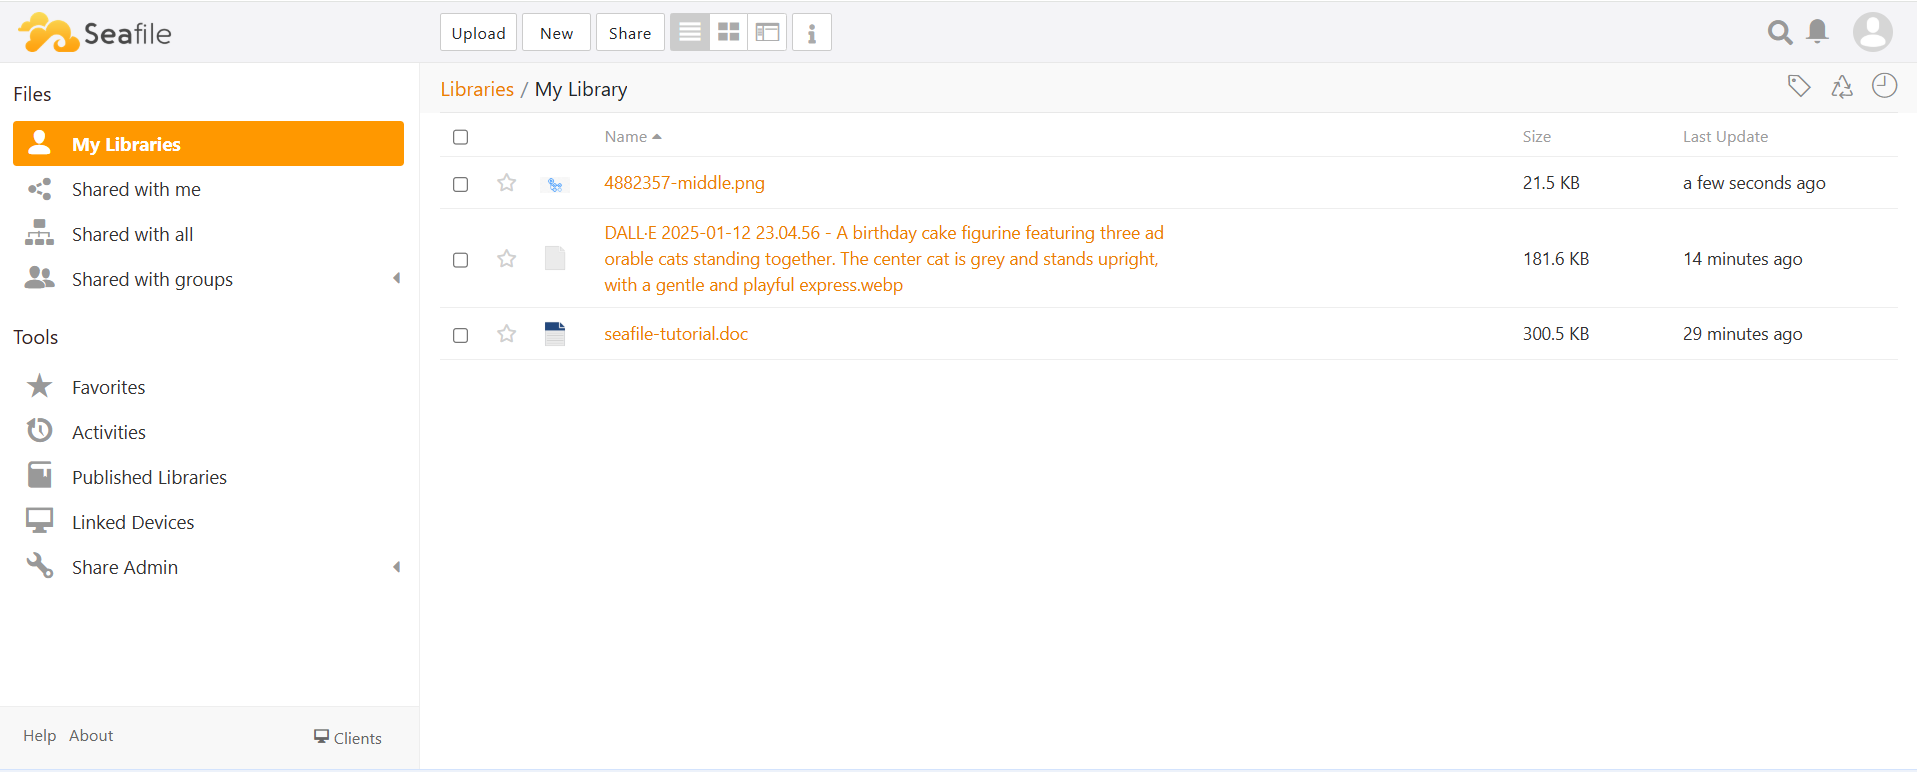 Seafile
Upload New Share
Files
My Libraries
Shared with me
Shared with all
Shared with groups
Tools
Favorites
Activities
Published Libraries
Linked Devices
Share Admin
Help About Clients
Libraries / My Library
Name Size Last Update
4882357-middle.png 21.5 KB a few seconds ago
DALL·E 2025-01-12 23.04.56 - A birthday cake figurine featuring three ad
orable cats standing together. The center cat is grey and stands upright, 181.6 KB 14 minutes ago
with a gentle and playful express.webp
seafile-tutorial.doc 300.5 KB 29 minutes ago